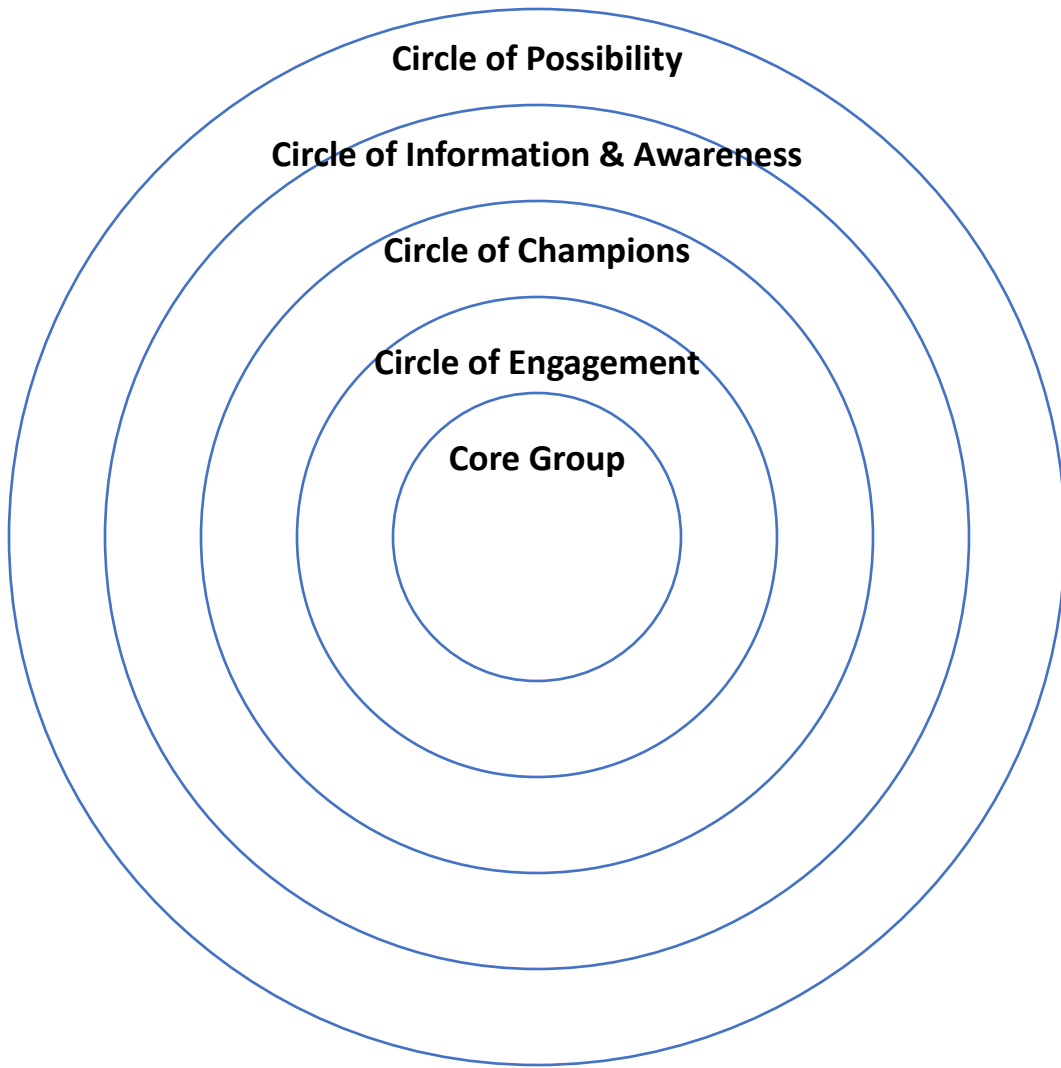 Circle of Possibility
Circle of Information & Awareness
Circle of Champions
Circle of Engagement
Core Group